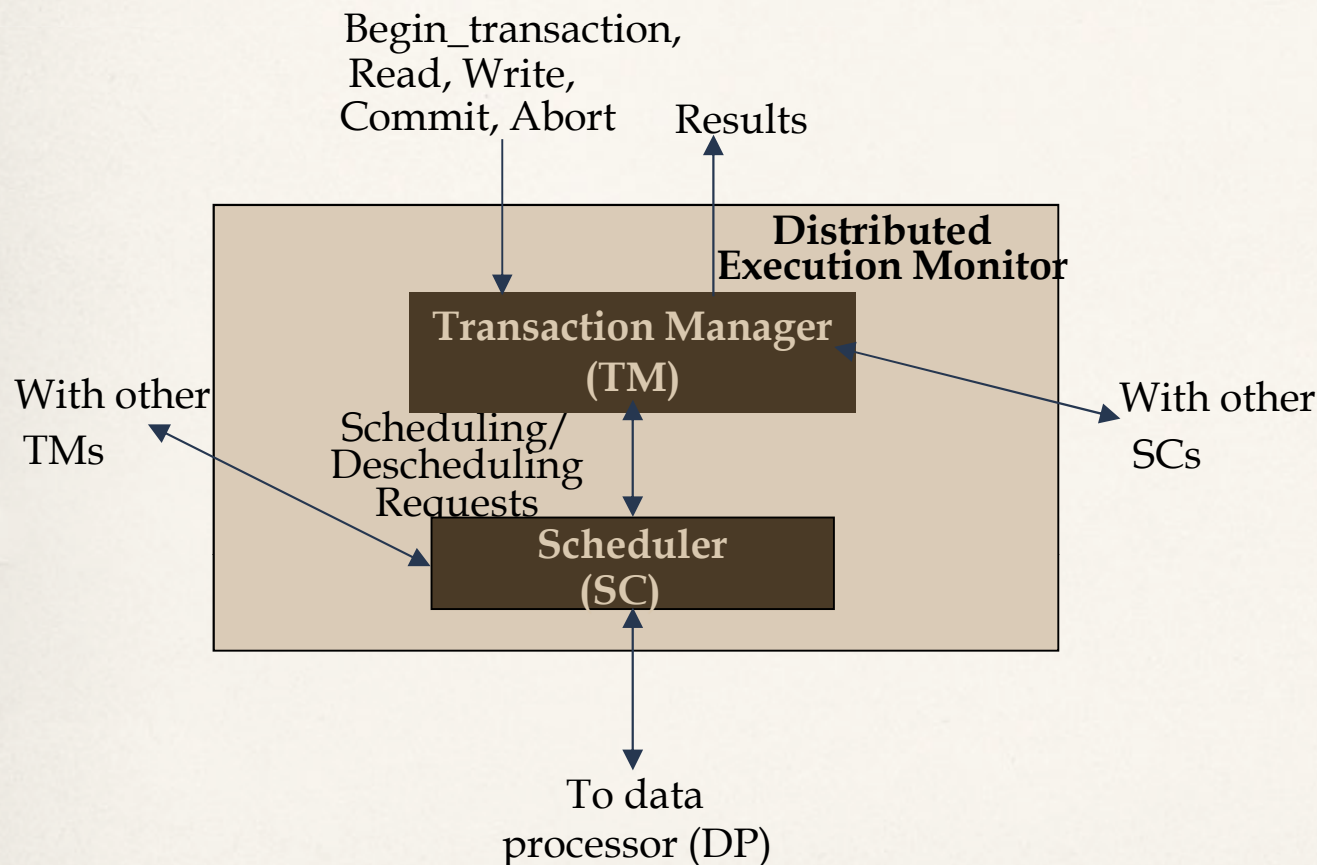 Begin_transaction,
Read, Write,
Commit, Abort
Results
Distributed
Execution Monitor
Transaction Manager
(TM)
With other
TMs
With other
SCs
Scheduling/
Descheduling
Requests
Scheduler
(SC)
To data
processor (DP)